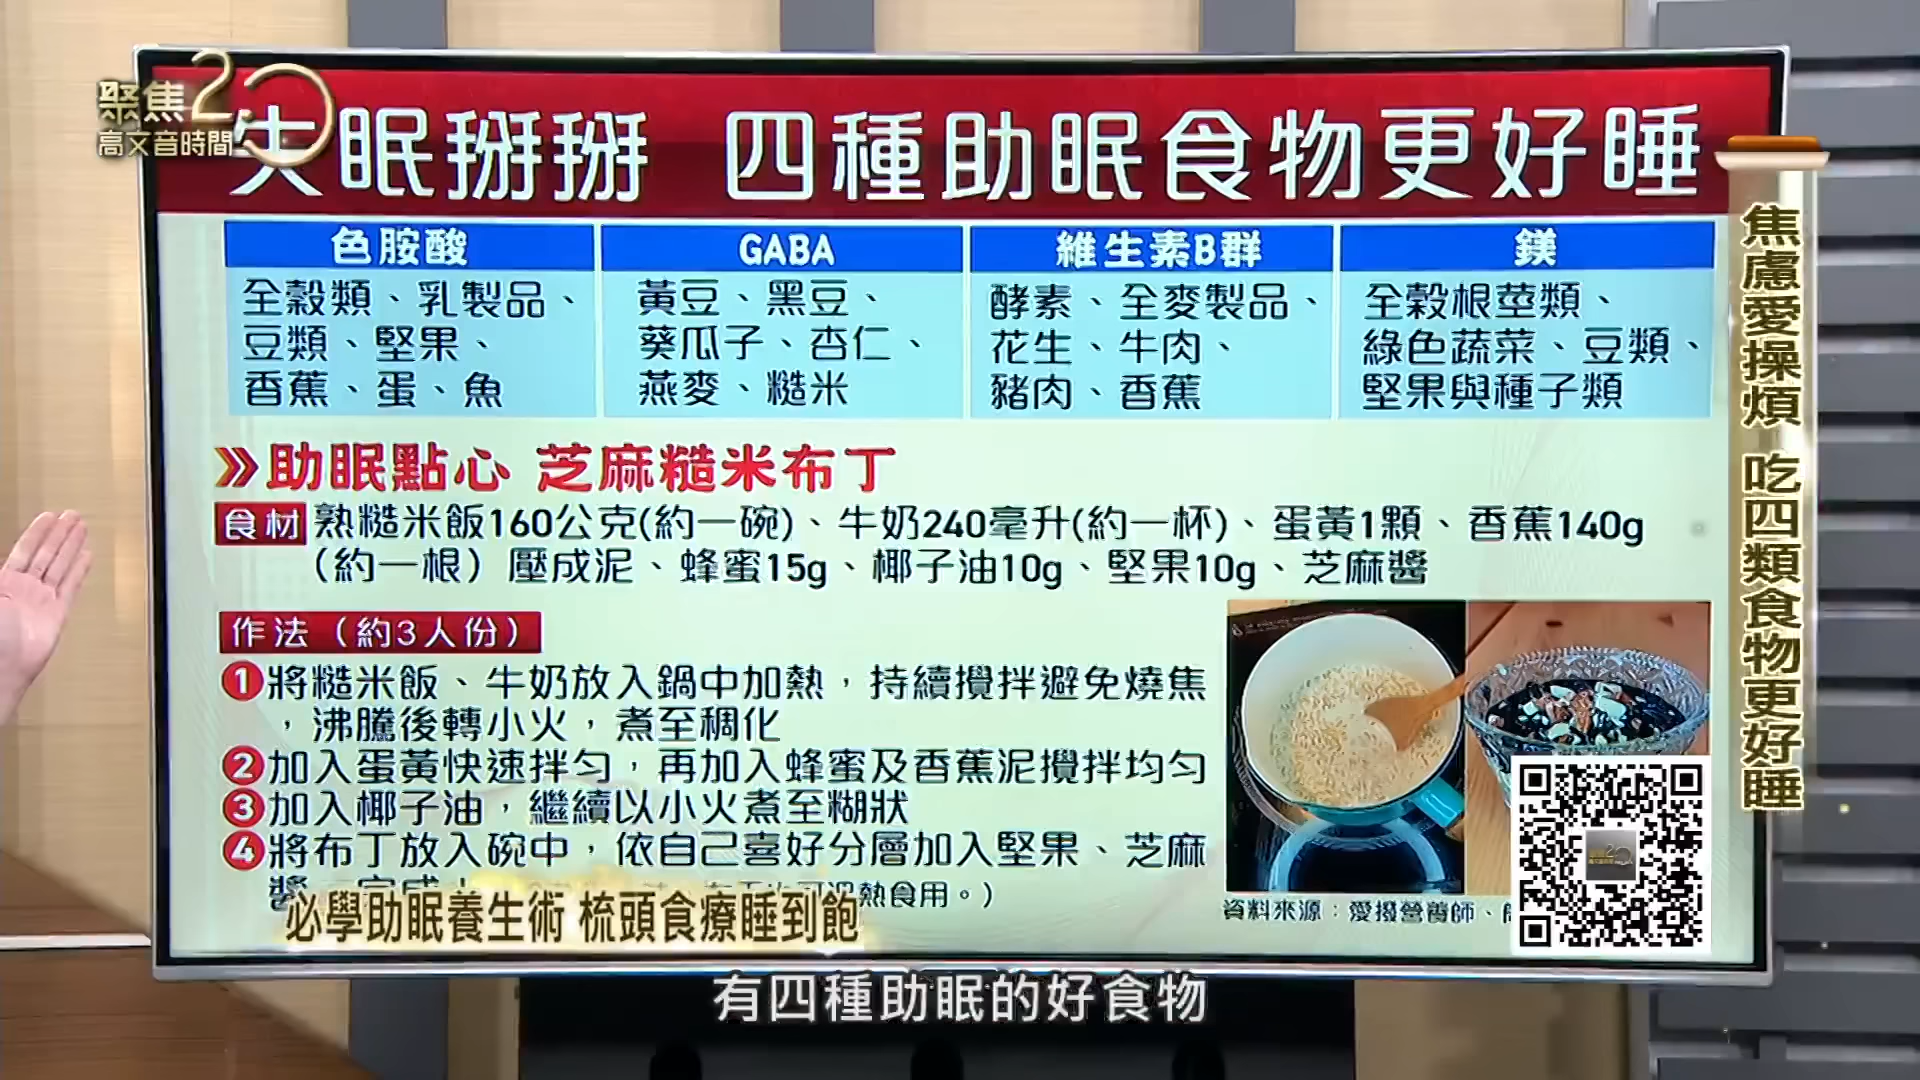 聚焦2.0
高文音時間
失眠掰掰 四種助眠食物更好睡
色胺酸
全穀類、乳製品、
豆類、堅果、
香蕉、蛋、魚
GABA
黃豆、黑豆、
葵瓜子、杏仁、
燕麥、糙米
維生素B群
酵素、全麥製品、
花生、牛肉、
豬肉、香蕉
鎂
全穀根莖類、
綠色蔬菜、豆類、
堅果與種子類
助眠點心 芝麻糙米布丁
食材 熟糙米飯160公克(約一碗)、牛奶240毫升(約一杯)、蛋黃1顆、香蕉140g
（約一根）壓成泥、蜂蜜15g、椰子油10g、堅果10g、芝麻醬
作法（約3人份）
1 將糙米飯、牛奶放入鍋中加熱，持續攪拌避免燒焦
，沸騰後轉小火，煮至稠化
2 加入蛋黃快速拌勻，再加入蜂蜜及香蕉泥攪拌均勻
3 加入椰子油，繼續以小火煮至糊狀
4 將布丁放入碗中，依自己喜好分層加入堅果、芝麻
熱食用。）
資料來源：愛撥營養師、
焦慮愛操煩 吃四類食物更好睡
必學助眠養生術 梳頭食療睡到飽
有四種助眠的好食物